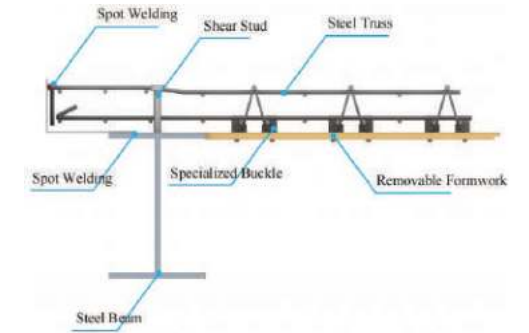 Spot Welding
Shear Stud
Steel Truss
Spot Welding
Specialized Buckle
Removable Formwork
Steel Beam